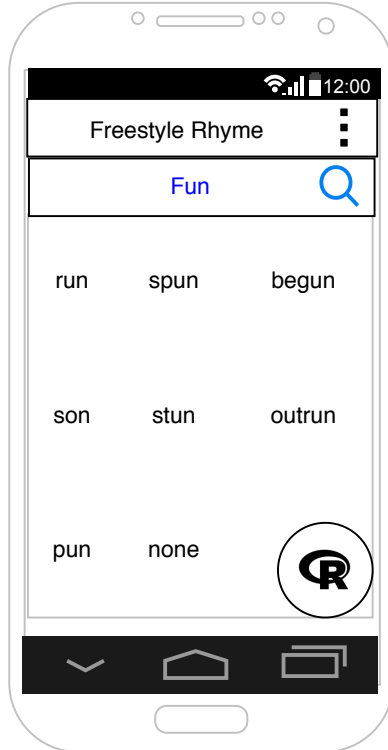 12:00
Freestyle Rhyme
Fun
run spun begun
son stun outrun
pun none
R